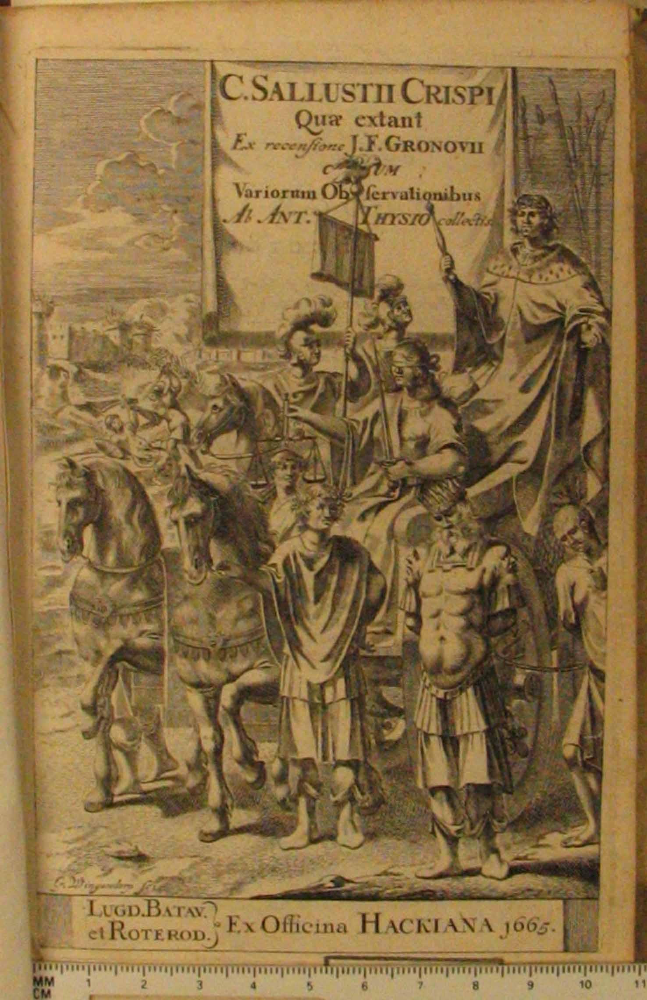 C. SALLUSTII CRISPI
Quæ extant
Ex recensione J. F. GRONOVII
Variorum Observationibus
Ab ANT. THYSIO collectis.
LUGD. BATAV.
et ROTEROD.
Ex Officina HACKIANA 1665.
MM
CM
1 2 3 4 5 6 7 8 9 10 11